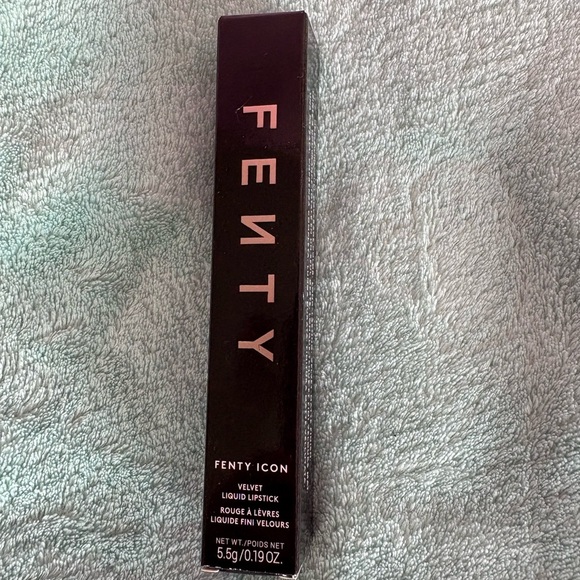 FENTY
FENTY ICON
VELVET
LIQUID LIPSTICK
ROUGE À LÈVRES
LIQUIDE FINI VELOURS
NET WT./POIDS NET
5.5g/0.19 OZ.